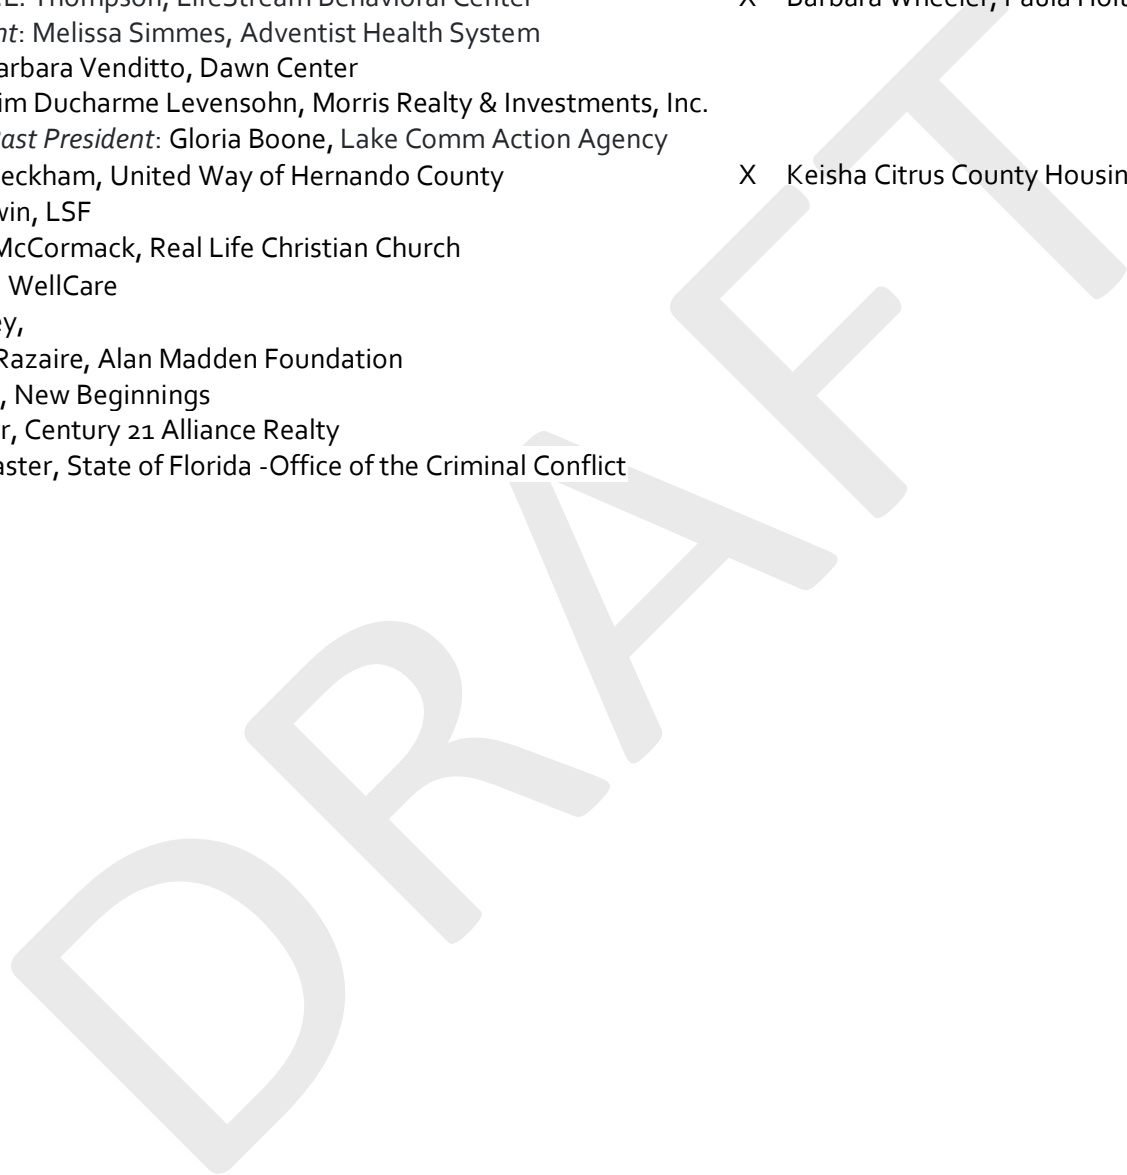 Thompson, LifeStream Behavioral Center
X Barbara Wheeler, Paula
nt: Melissa Simmes, Adventist Health System
arbara Venditto, Dawn Center
im Ducharme Levensohn, Morris Realty & Investments, Inc.
Past President: Gloria Boone, Lake Comm Action Agency
eckham, United Way of Hernando County
X Keisha Citrus County Housin
win, LSF
McCormack, Real Life Christian Church
WellCare
ey,
Razaire, Alan Madden Foundation
, New Beginnings
r, Century 21 Alliance Realty
aster, State of Florida -Office of the Criminal Conflict
DRAFT